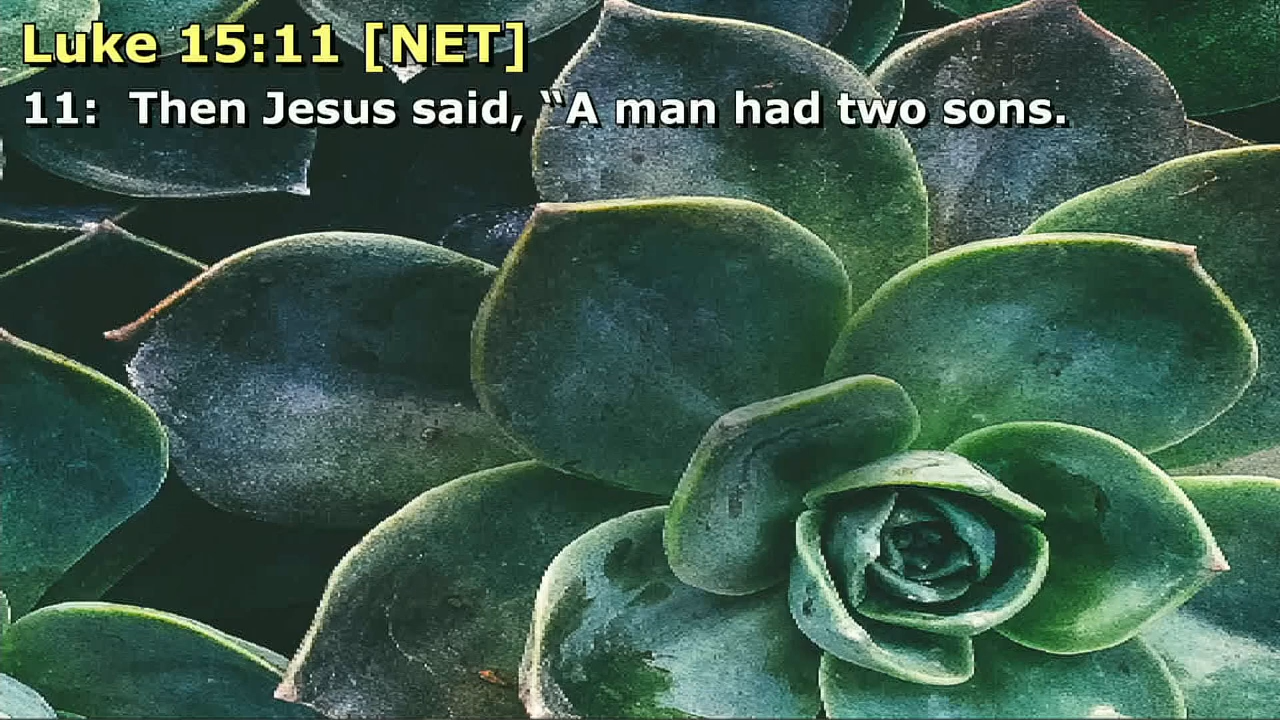 Luke 15:11 [NET]
11:  Then Jesus said, “A man had two sons.